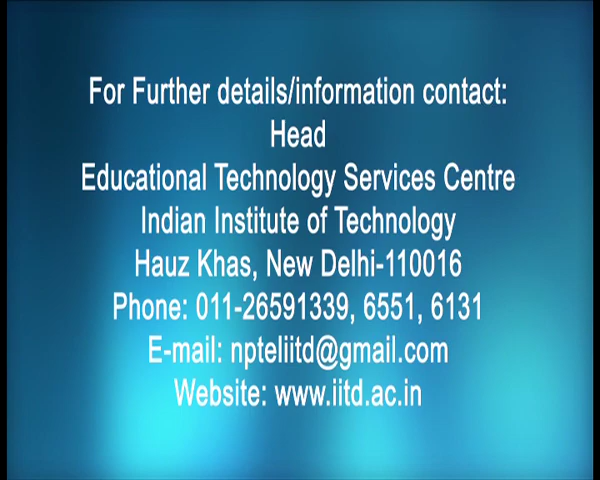 For Further details/information contact:
Head
Educational Technology Services Centre
Indian Institute of Technology
Hauz Khas, New Delhi-110016
Phone: 011-26591339, 6551, 6131
E-mail: npteliitd@gmail.com
Website: www.iitd.ac.in